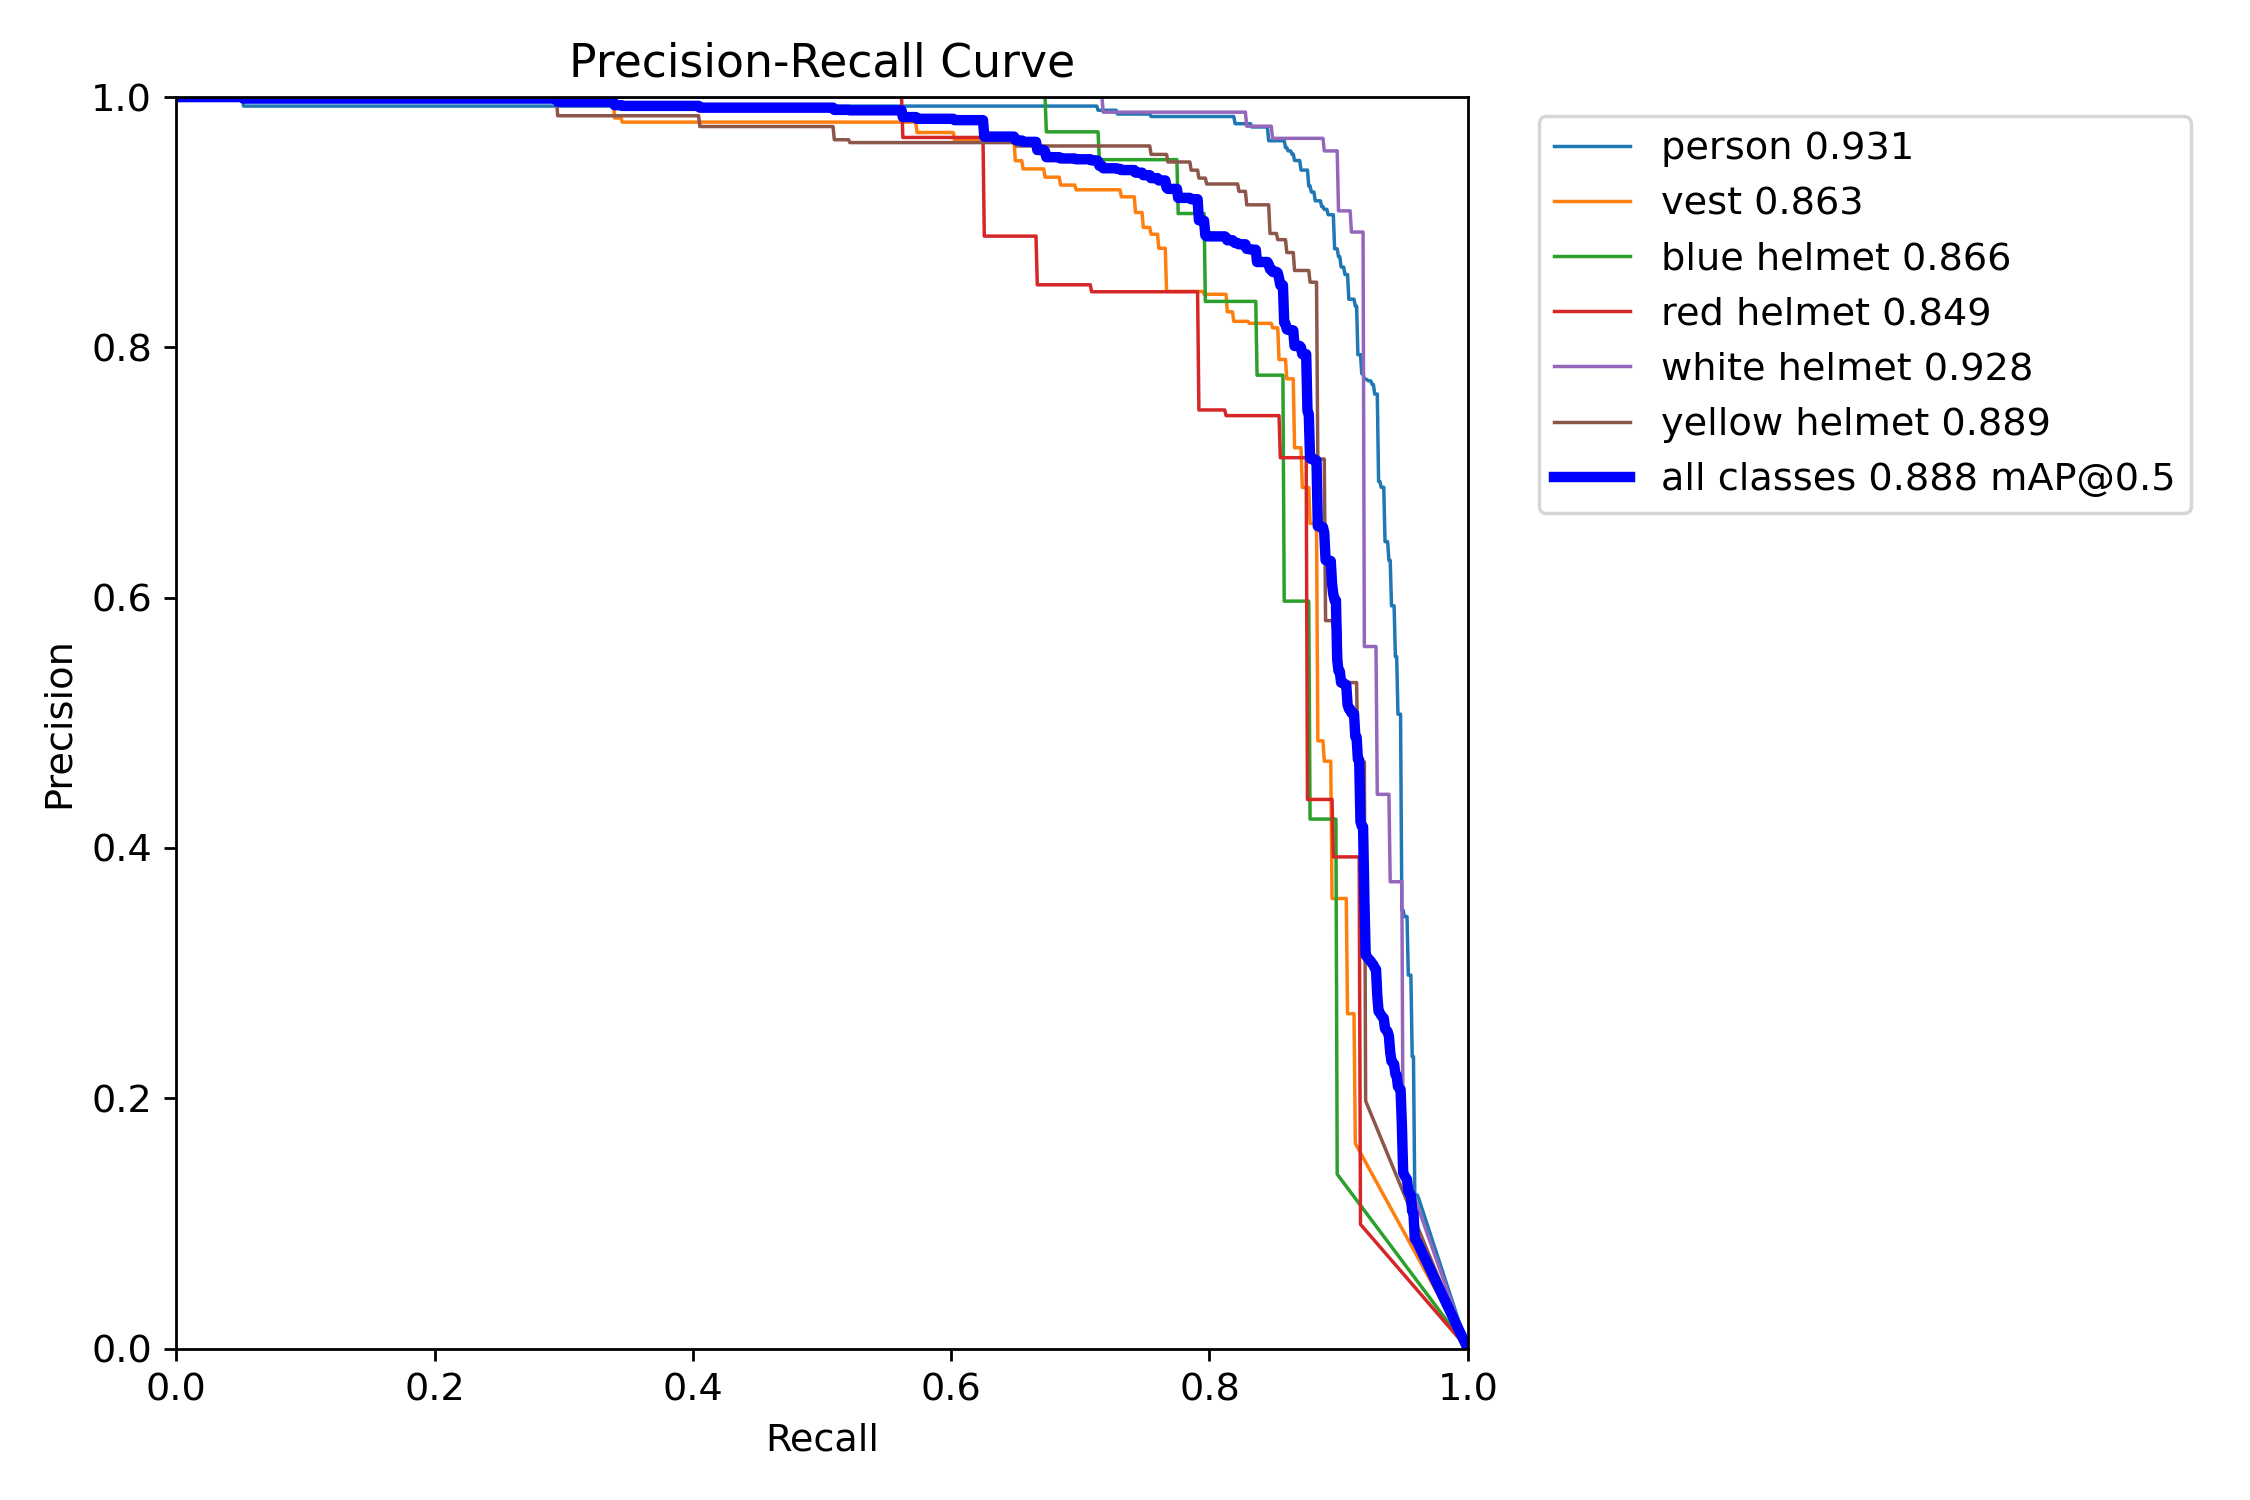 Precision-Recall Curve
1.0
0.8
0.6
0.4
0.2
0.0
Precision
0.0 0.2 0.4 0.6 0.8 1.0
Recall
person 0.931
vest 0.863
blue helmet 0.866
red helmet 0.849
white helmet 0.928
yellow helmet 0.889
all classes 0.888 mAP@0.5